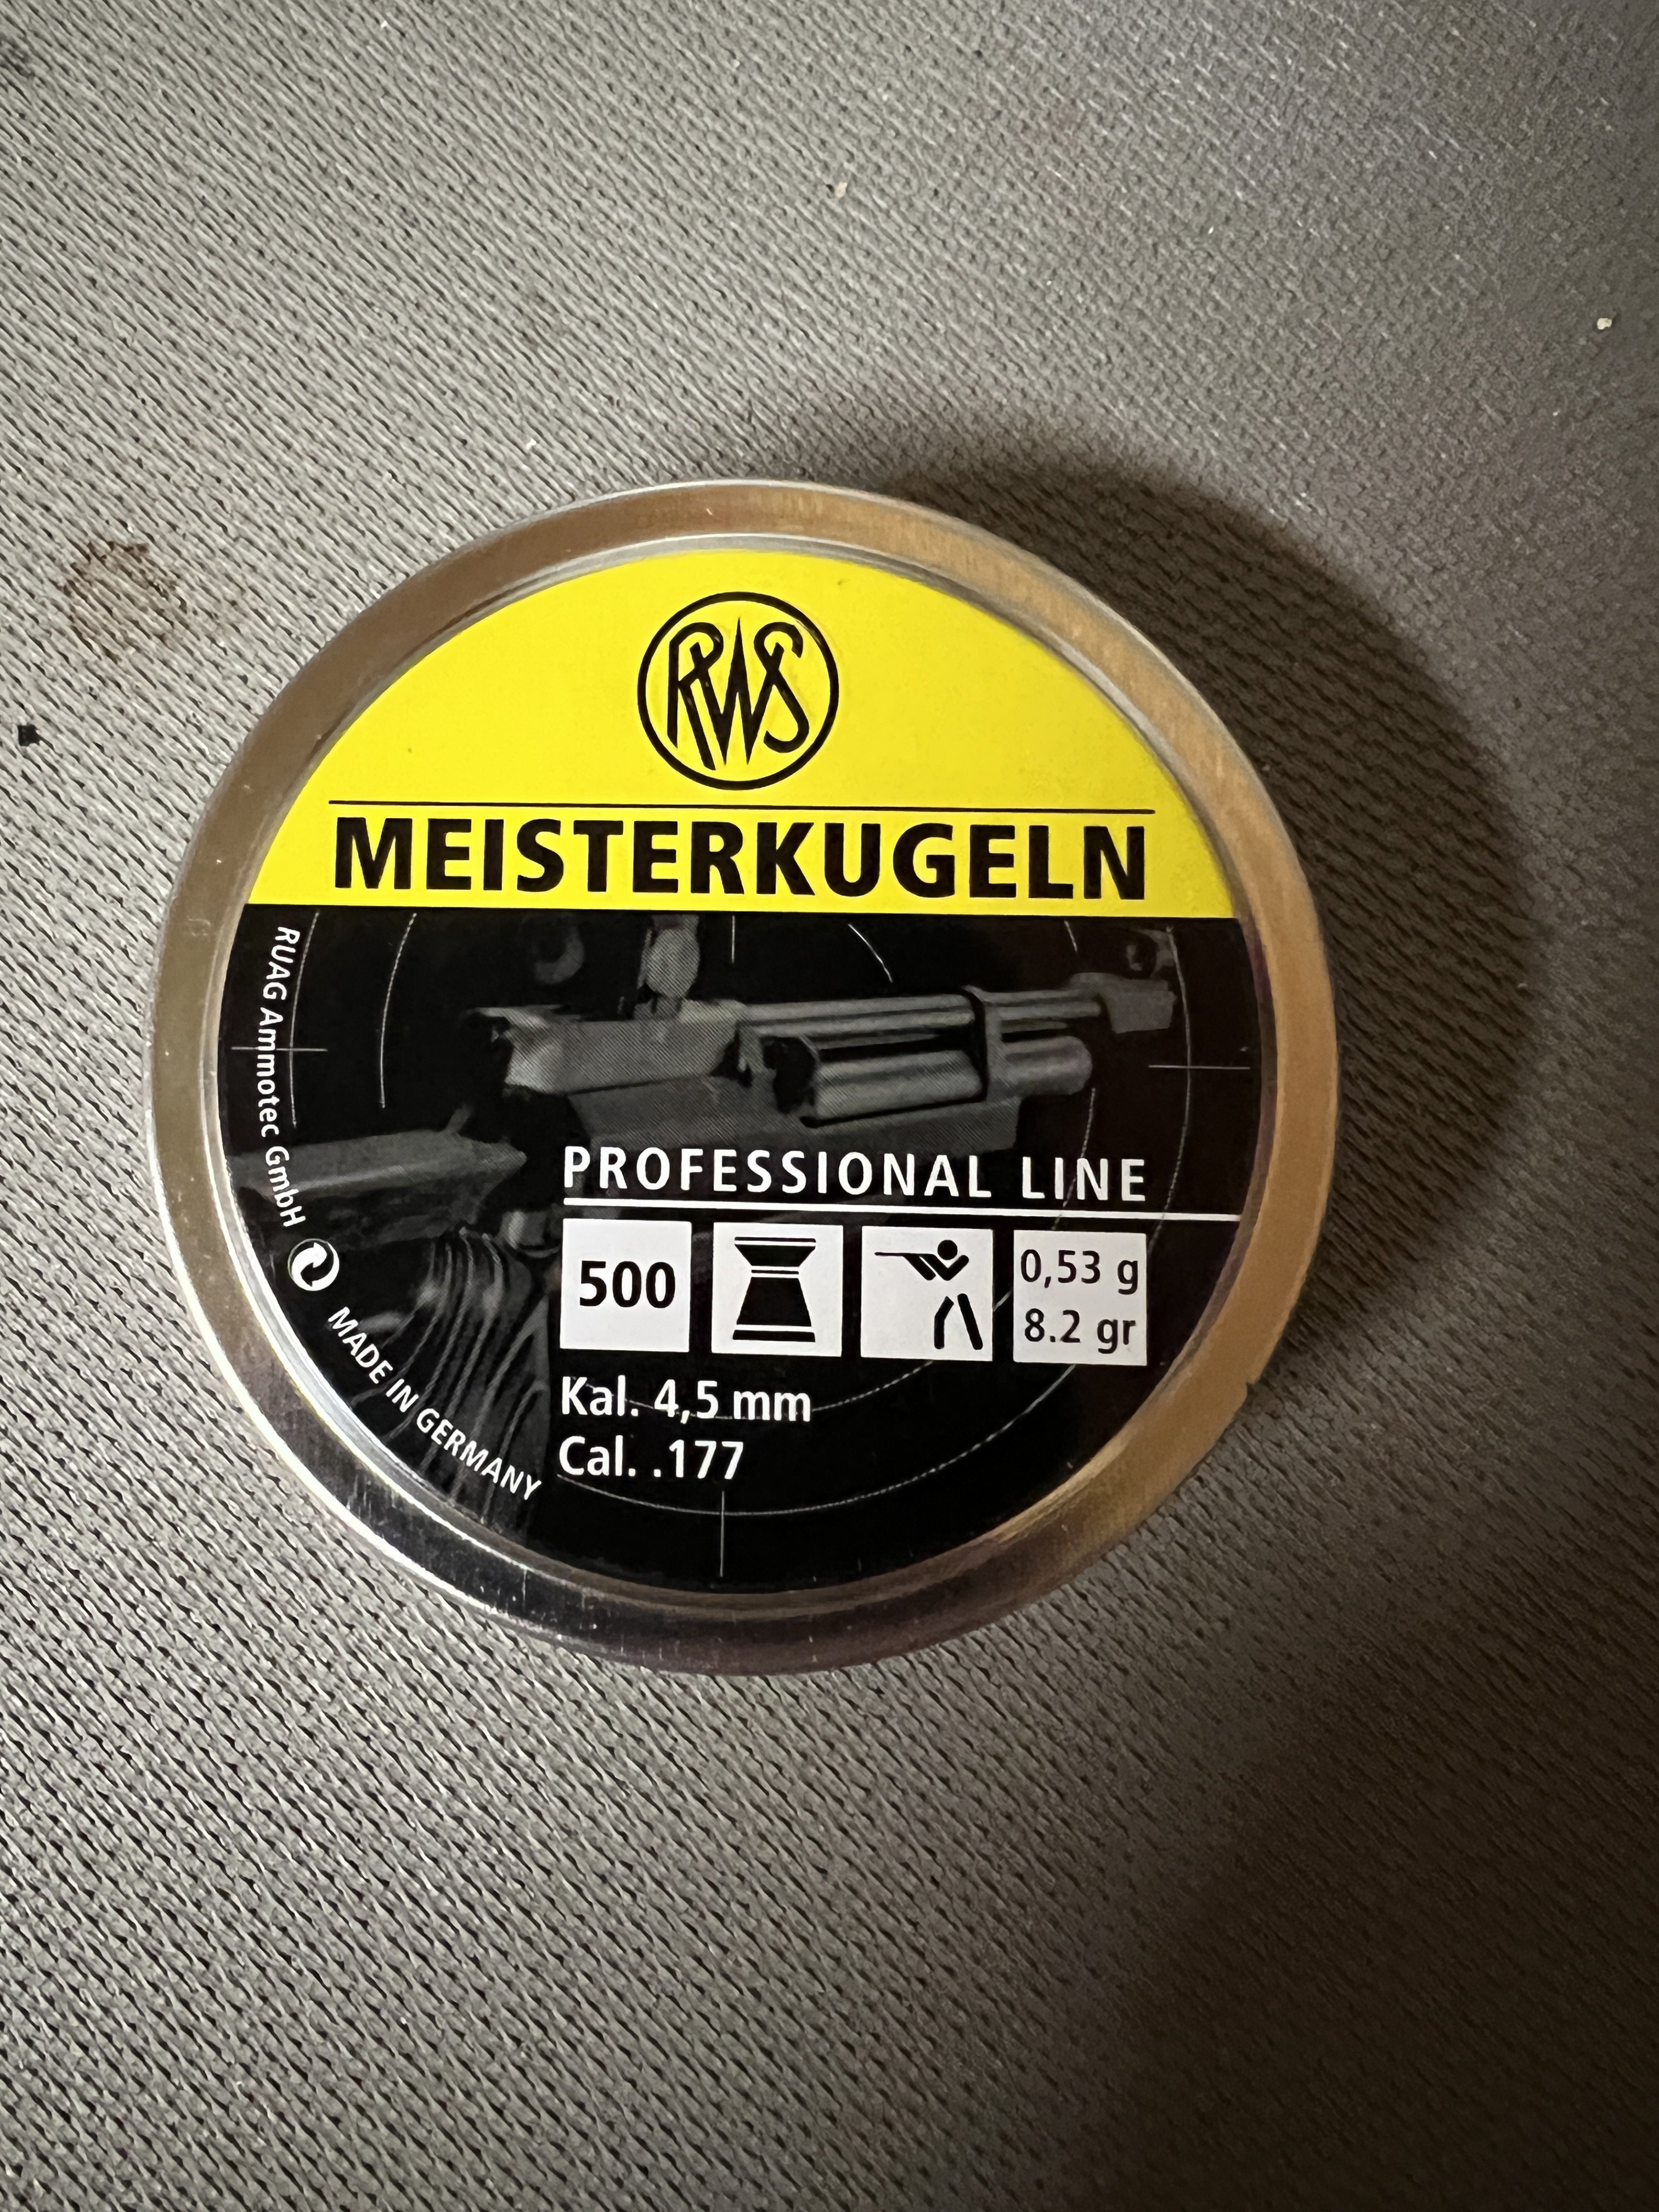 RWS
MEISTERKUGELN
RUAG Ammotec GmbH
MADE IN GERMANY
PROFESSIONAL LINE
500
0,53 g
8.2 gr
Kal. 4,5 mm
Cal. .177